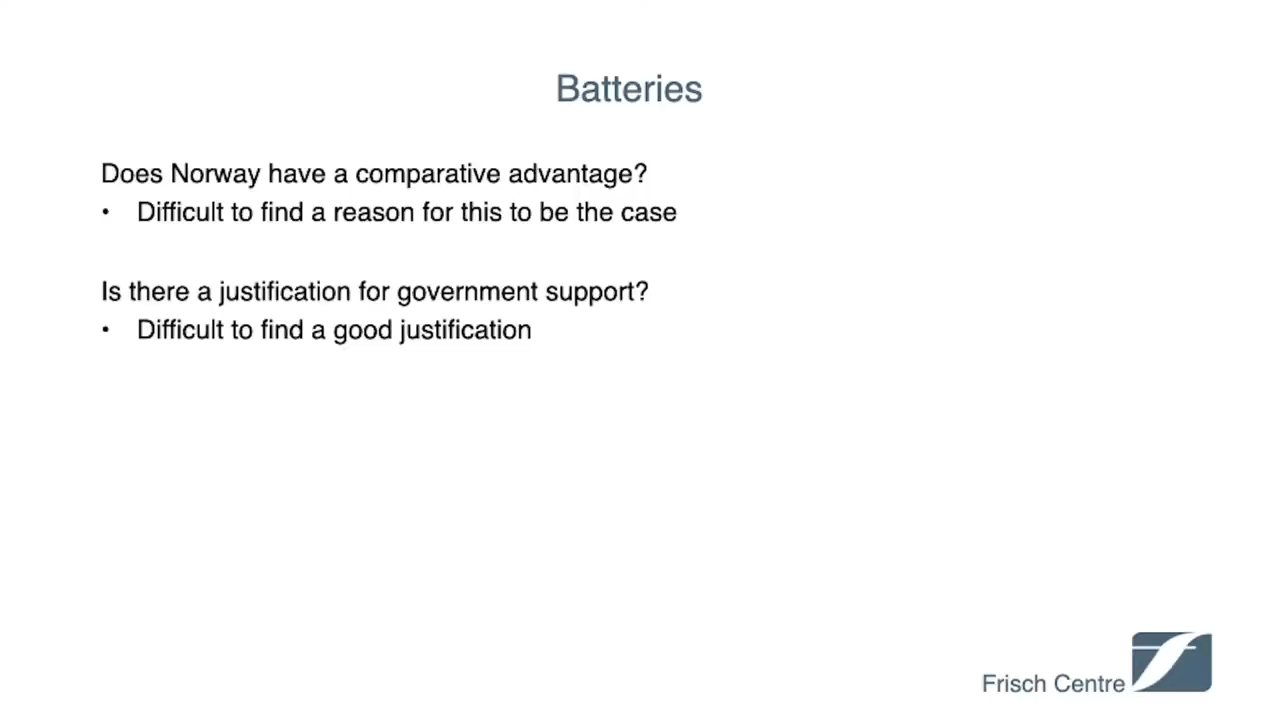 Batteries
Does Norway have a comparative advantage?
• Difficult to find a reason for this to be the case
Is there a justification for government support?
• Difficult to find a good justification
Frisch Centre